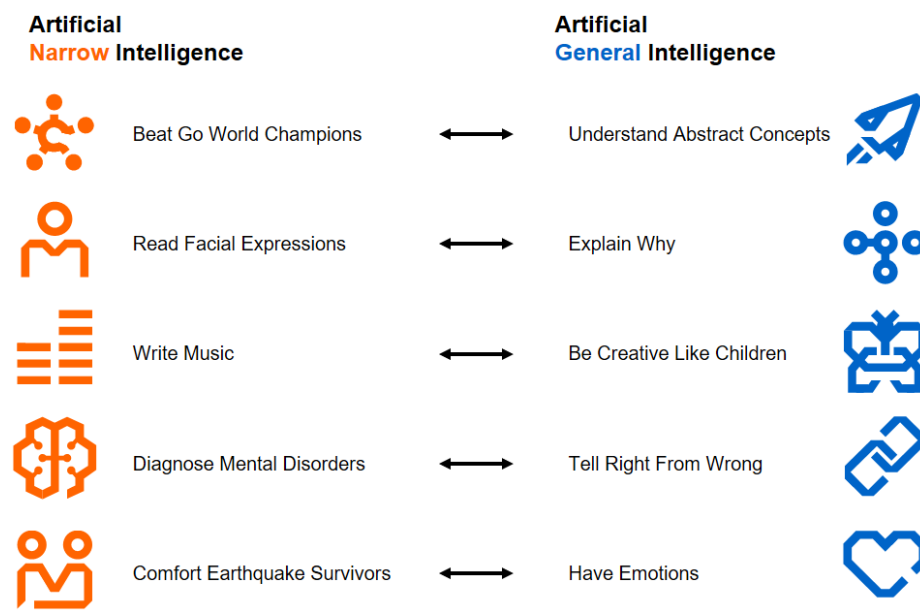 Artificial
Narrow Intelligence
Artificial
General Intelligence
Beat Go World Champions
Understand Abstract Concepts
Read Facial Expressions
Explain Why
Write Music
Be Creative Like Children
Diagnose Mental Disorders
Tell Right From Wrong
Comfort Earthquake Survivors
Have Emotions